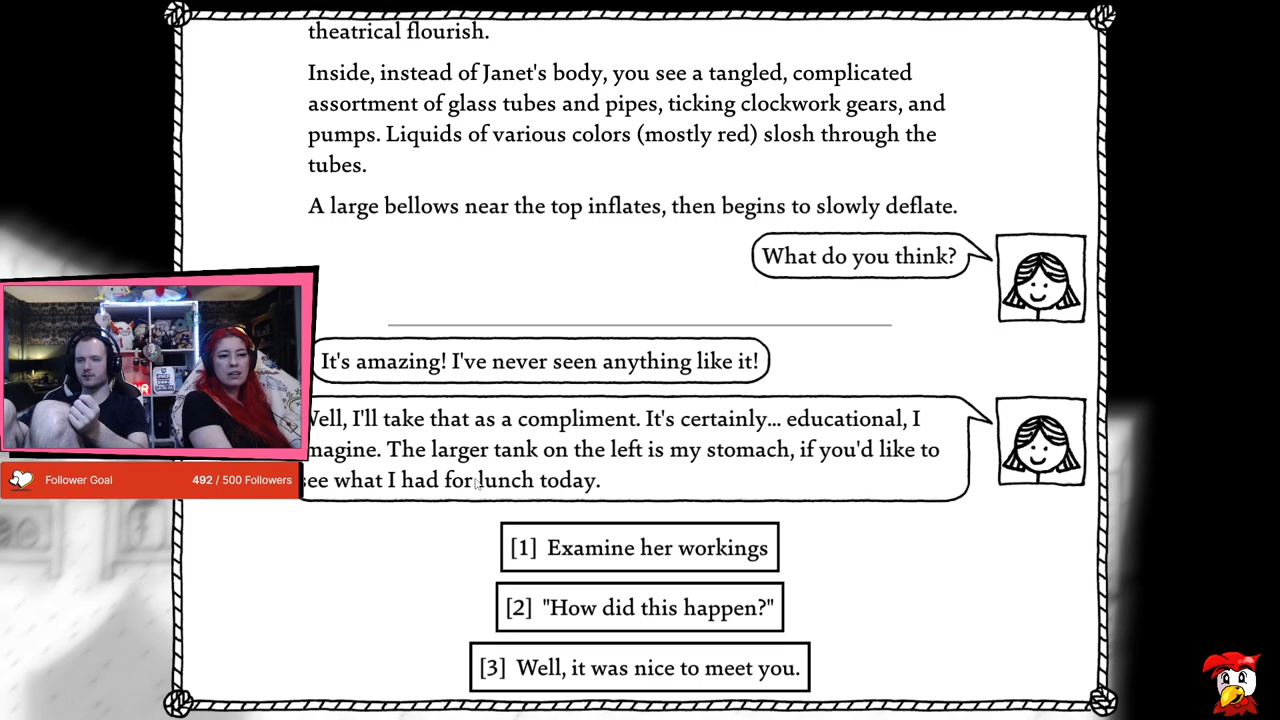 theatrical flourish.
Inside, instead of Janet's body, you see a tangled, complicated
assortment of glass tubes and pipes, ticking clockwork gears, and
pumps. Liquids of various colors (mostly red) slosh through the
tubes.
A large bellows near the top inflates, then begins to slowly deflate.
What do you think?
It's amazing! I've never seen anything like it!
Well, I'll take that as a compliment. It's certainly... educational, I
magine. The larger tank on the left is my stomach, if you'd like to
see what I had for lunch today.
Follower Goal 492 / 500 Followers
[1] Examine her workings
[2] "How did this happen?"
[3] Well, it was nice to meet you.